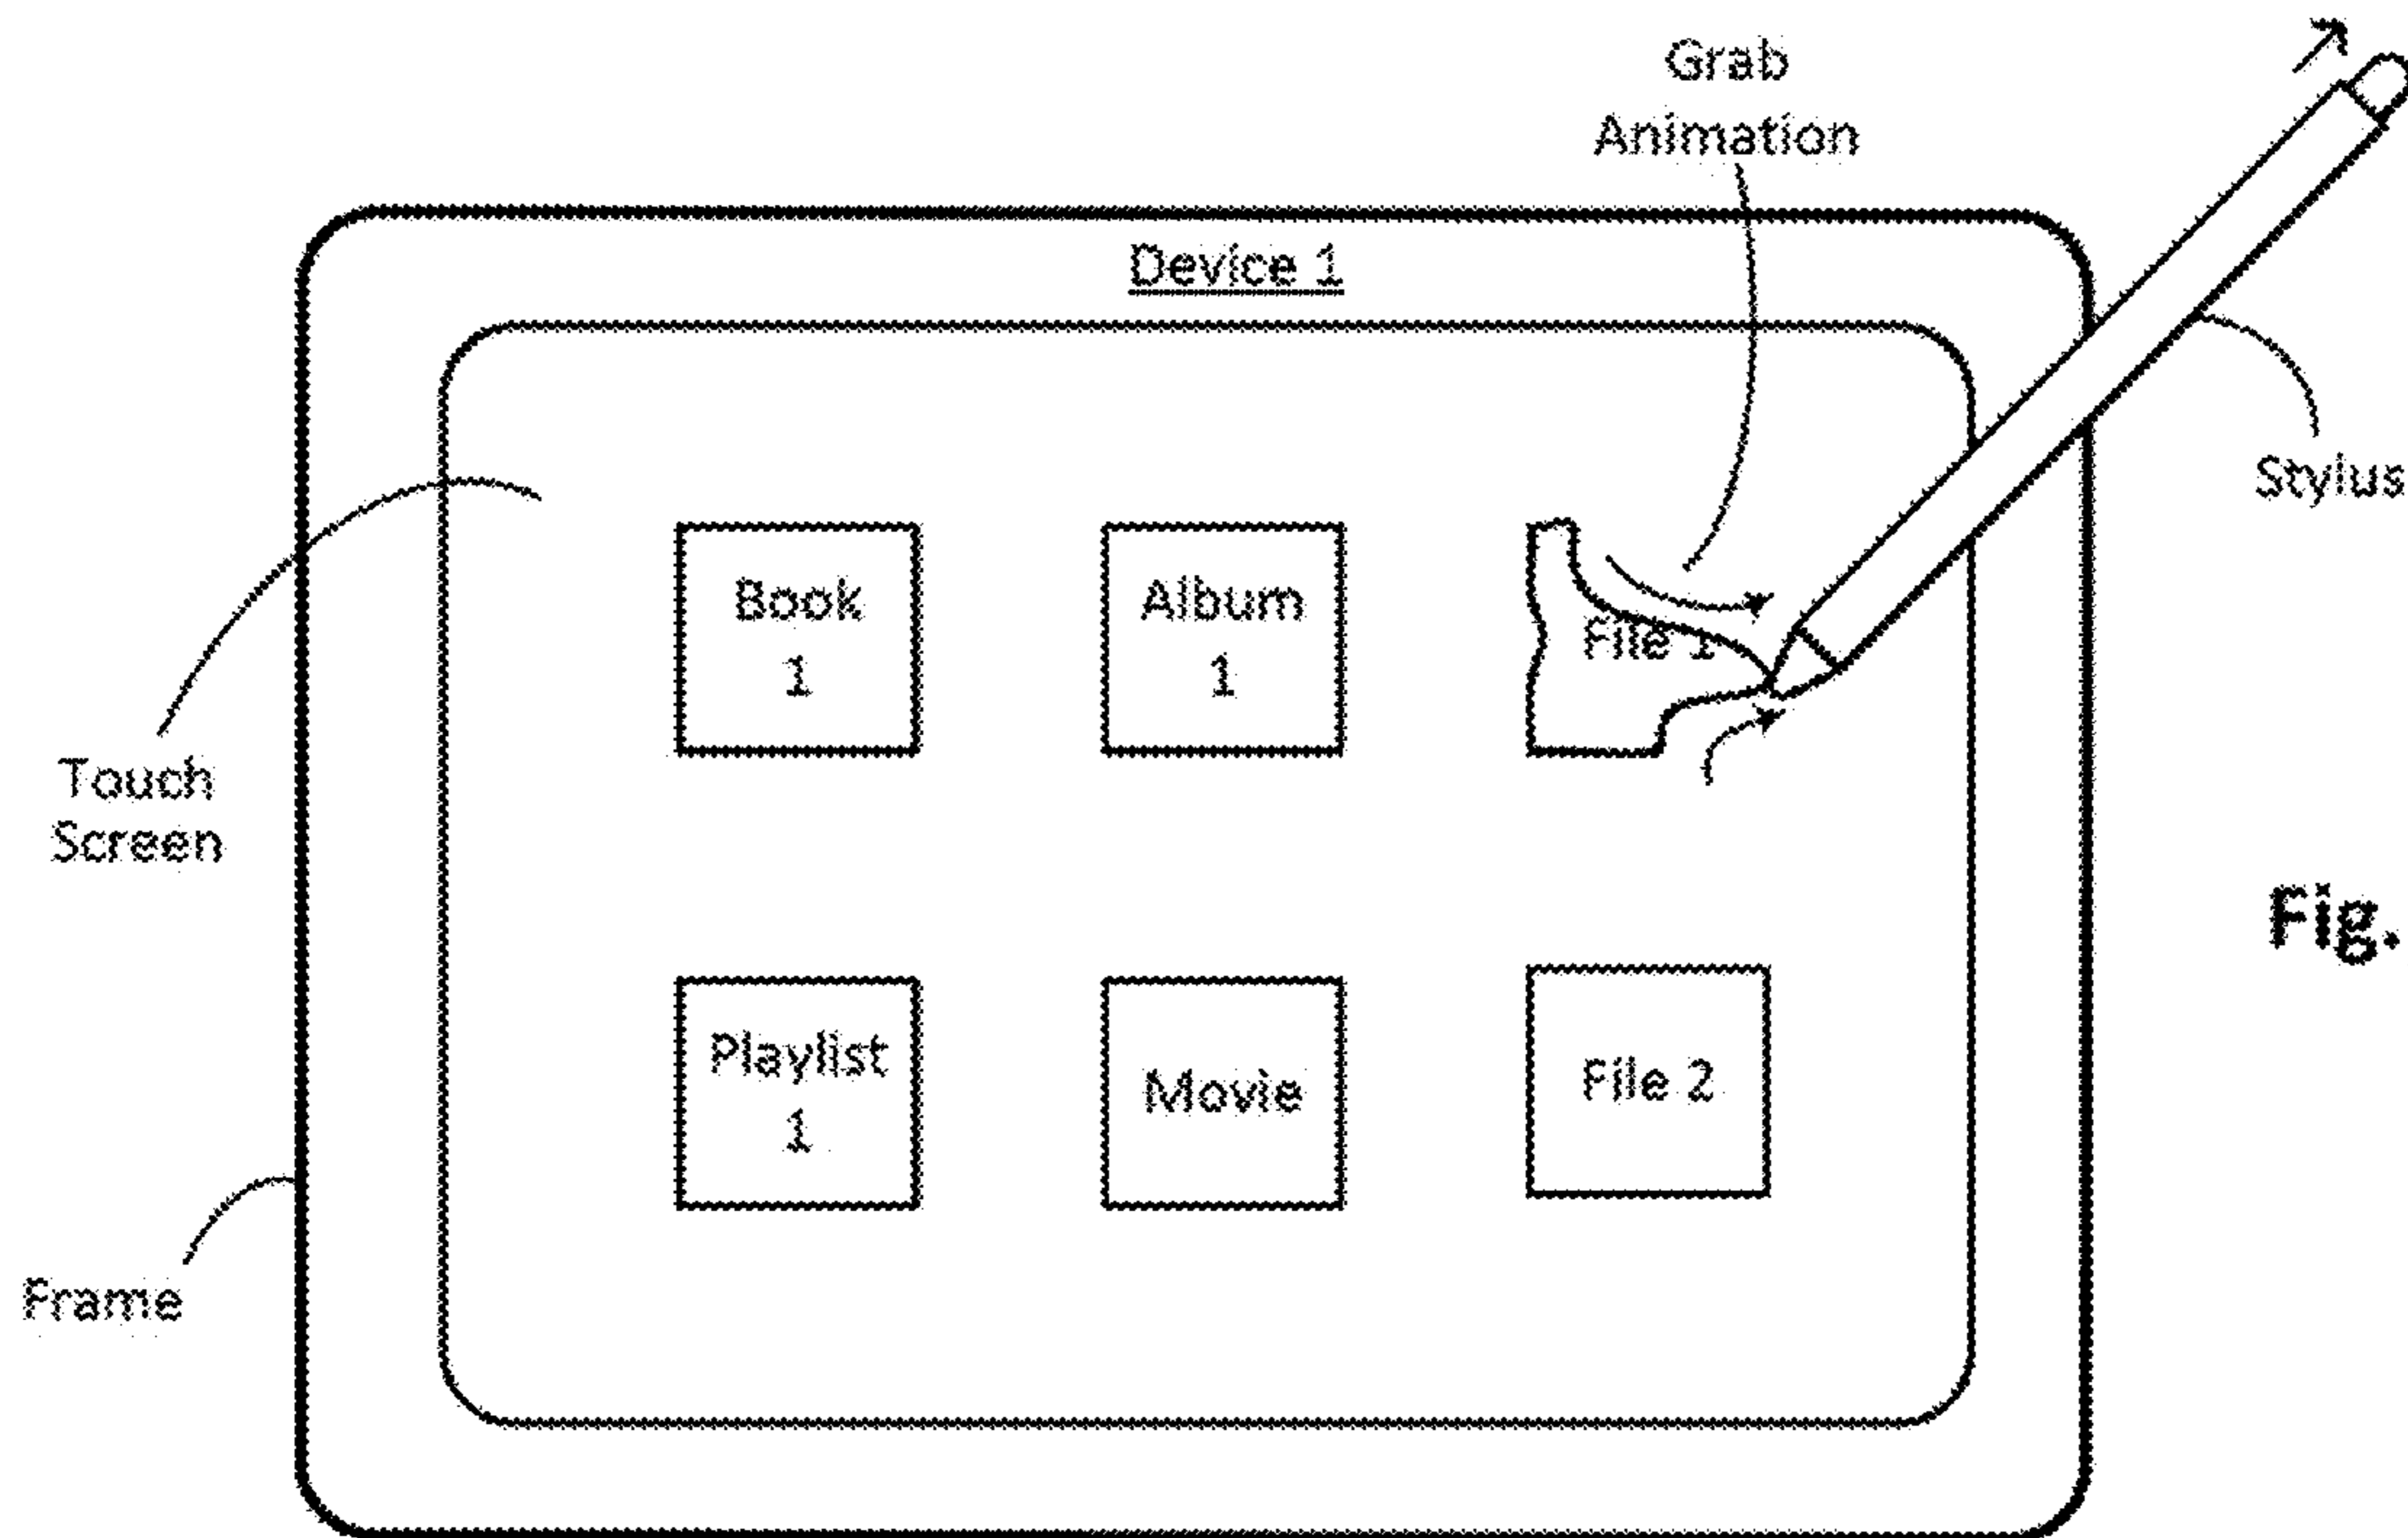 Grab
Animation
Device 1
Stylus
Book
1
Album
1
File 1
Touch
Screen
Fig.
Playlist
1
Movie
File 2
Frame